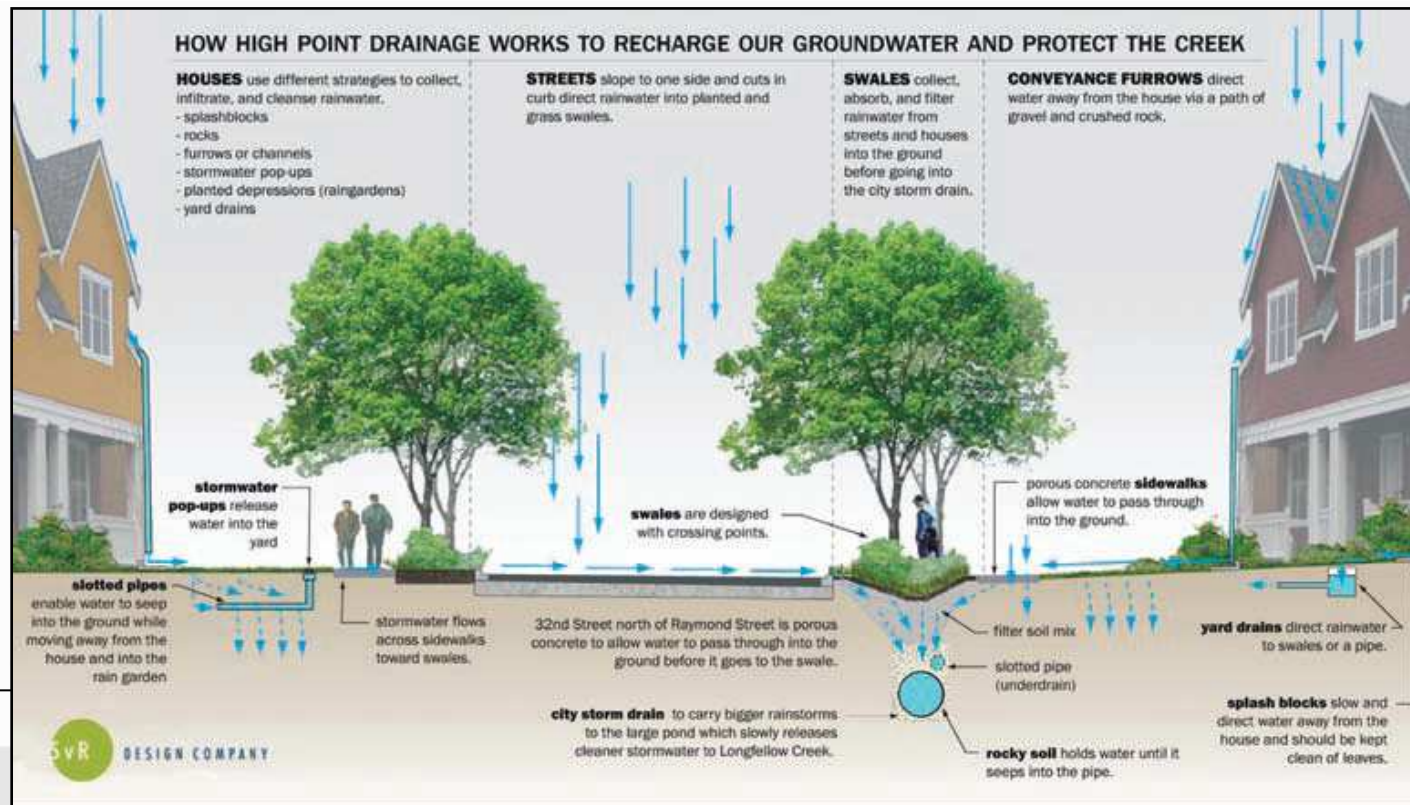 HOW HIGH POINT DRAINAGE WORKS TO RECHARGE OUR GROUNDWATER AND PROTECT THE CREEK
HOUSES use different strategies to collect,
infiltrate, and cleanse rainwater.
- splashblocks
- rocks
- furrows or channels
- stormwater pop-ups
- planted depressions (raingardens)
- yard drains
STREETS slope to one side and cuts in
curb direct rainwater into planted and
grass swales.
SWALES collect,
absorb, and filter
rainwater from
streets and houses
into the ground
before going into
the city storm drain.
CONVEYANCE FURROWS direct
water away from the house via a path of
gravel and crushed rock.
stormwater
pop-ups release
water into the
yard
swales are designed
with crossing points.
porous concrete sidewalks
allow water to pass through
into the ground.
slotted pipes
enable water to seep
into the ground while
moving away from the
house and into the
rain garden
stormwater flows
across sidewalks
toward swales.
32nd Street north of Raymond Street is porous
concrete to allow water to pass through into the
ground before it goes to the swale.
filter soil mix
slotted pipe
(underdrain)
yard drains direct rainwater
to swales or a pipe.
city storm drain to carry bigger rainstorms
to the large pond which slowly releases
cleaner stormwater to Longfellow Creek.
rocky soil holds water until it
seeps into the pipe.
splash blocks slow and
direct water away from the
house and should be kept
clean of leaves.
SvR DESIGN COMPANY